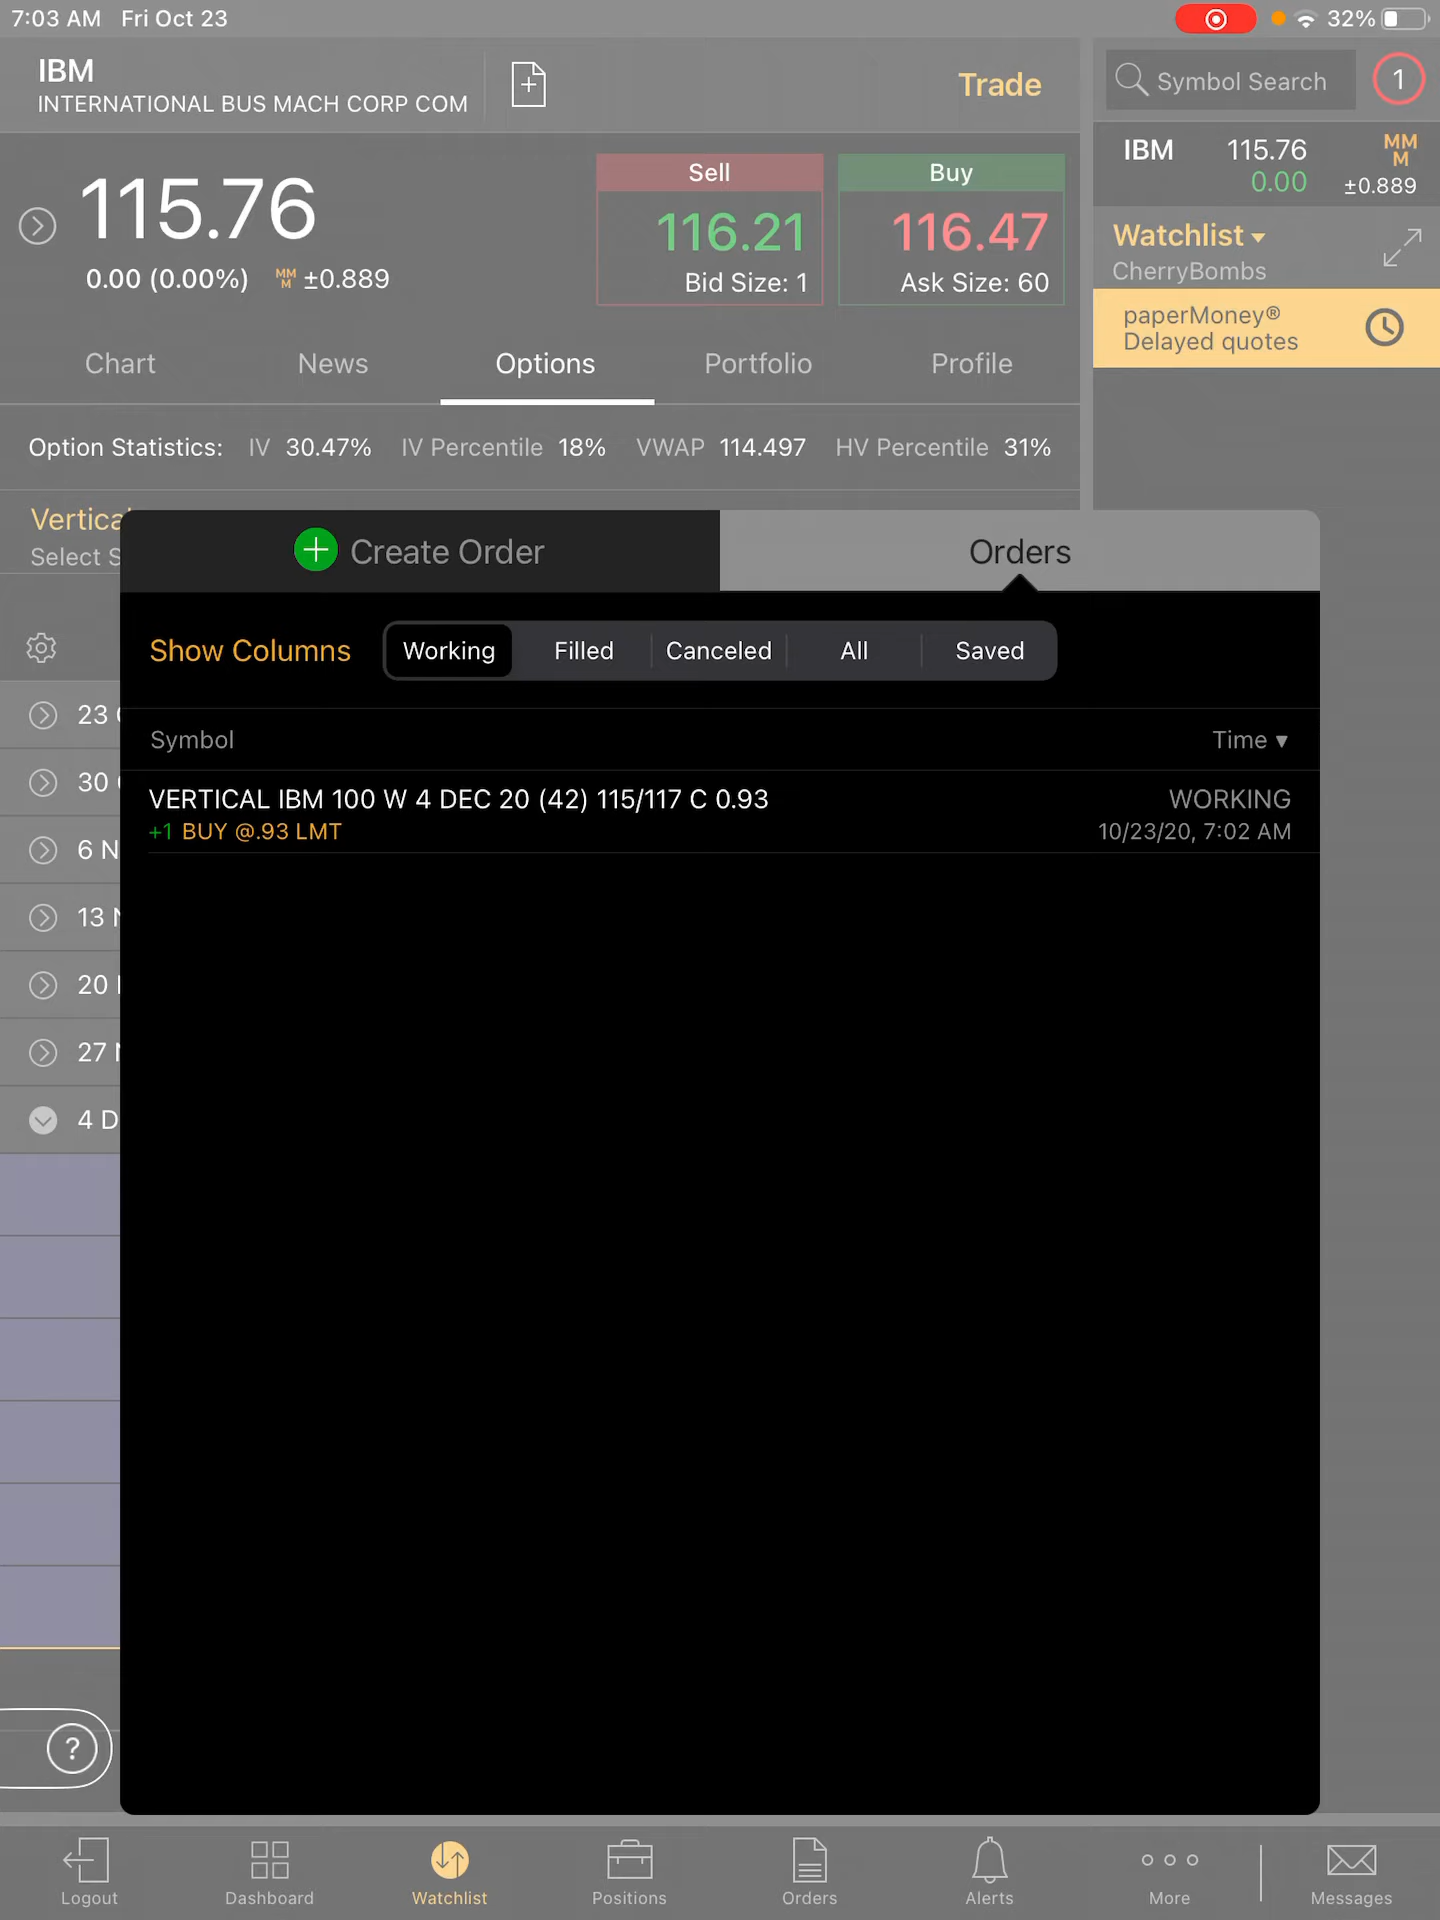 7:03 AM Fri Oct 23
32%
IBM
INTERNATIONAL BUS MACH CORP COM
Trade
Symbol Search
1
IBM 115.76
0.00
MM
M
±0.889
115.76
0.00 (0.00%)
MM
M
±0.889
Sell
116.21
Bid Size: 1
Buy
116.47
Ask Size: 60
Watchlist
CherryBombs
paperMoney®
Delayed quotes
Chart News Options Portfolio Profile
Option Statistics: IV 30.47% IV Percentile 18% VWAP 114.497 HV Percentile 31%
Select S
Create Order
Orders
Show Columns
Working Filled Canceled All Saved
Symbol Time ▾
VERTICAL IBM 100 W 4 DEC 20 (42) 115/117 C 0.93 WORKING
+1 BUY @.93 LMT 10/23/20, 7:02 AM
23
30
6 N
13
20
27
4 D
?
Logout Dashboard Watchlist Positions Orders Alerts More Messages